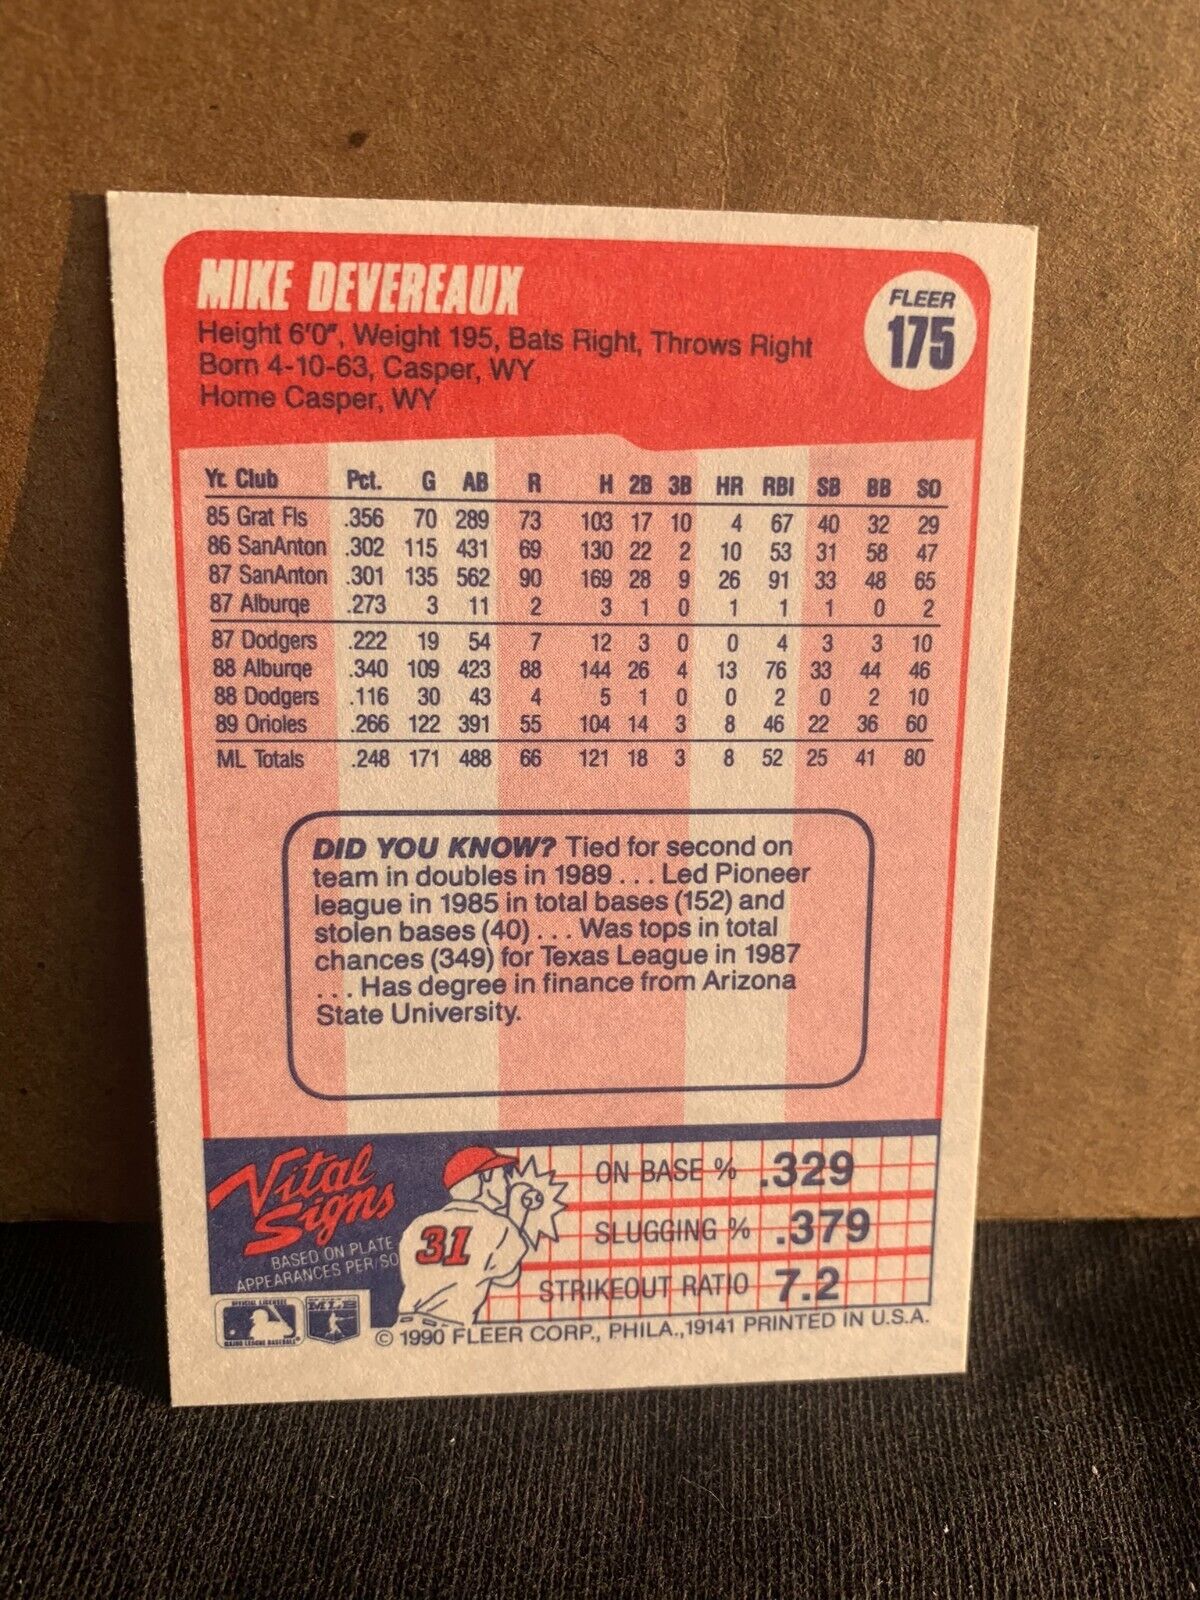 MIKE DEVEREAUX
FLEER
175
Height 6'0", Weight 195, Bats Right, Throws Right
Born 4-10-63, Casper, WY
Home Casper, WY
Yr. Club Pct. G AB R H 2B 3B HR RBI SB BB SO
85 Grat Fls .356 70 289 73 103 17 10 4 67 40 32 29
86 SanAnton .302 115 431 69 130 22 2 10 53 31 58 47
87 SanAnton .301 135 562 90 169 28 9 26 91 33 48 65
87 Alburqe .273 3 11 2 3 1 0 1 1 1 0 2
87 Dodgers .222 19 54 7 12 3 0 0 4 3 3 10
88 Alburqe .340 109 423 88 144 26 4 13 76 33 44 46
88 Dodgers .116 30 43 4 5 1 0 0 2 0 2 10
89 Orioles .266 122 391 55 104 14 3 8 46 22 36 60
ML Totals .248 171 488 66 121 18 3 8 52 25 41 80
DID YOU KNOW? Tied for second on
team in doubles in 1989 . . . Led Pioneer
league in 1985 in total bases (152) and
stolen bases (40) . . . Was tops in total
chances (349) for Texas League in 1987
. . . Has degree in finance from Arizona
State University.
Vital
Signs
BASED ON PLATE
APPEARANCES PER/SO
31
ON BASE % .329
SLUGGING % .379
STRIKEOUT RATIO 7.2
OFFICIAL LICENSEE
MAJOR LEAGUE BASEBALL
MLB
© 1990 FLEER CORP., PHILA., 19141 PRINTED IN U.S.A.